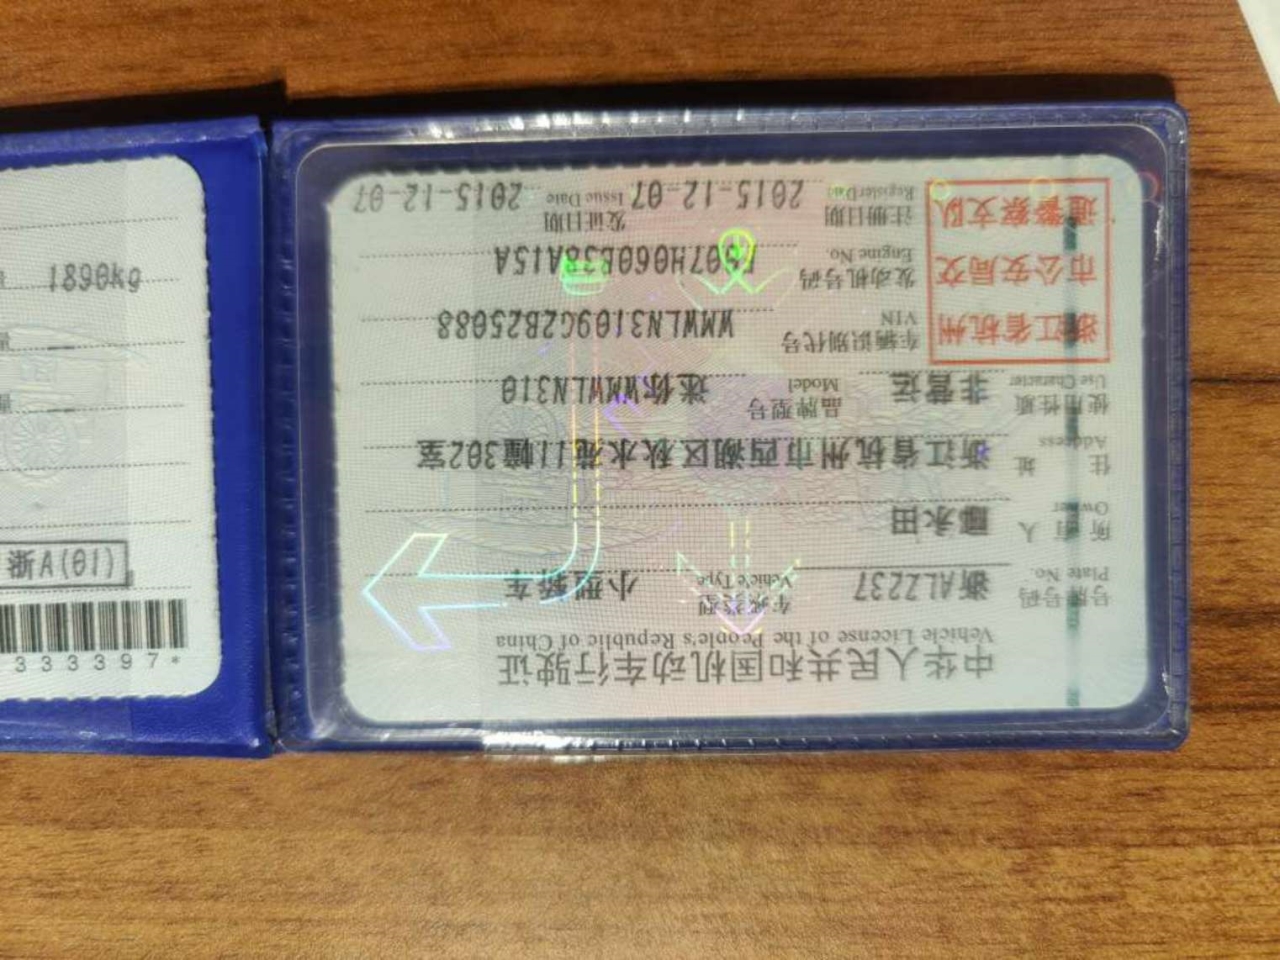 中华人民共和国机动车行驶证
Vehicle License of the People's Republic of China
号牌号码 浙AL2237 车辆类型 小型轿车
Plate No. Vehicle Type
所有人 永田
Owner
住址 浙江省杭州市西湖区秋水苑11幢302室
Address
使用性质 非营运 品牌型号 迷你WMWLN310
Use Character Model
浙江省杭州
市公安局交
通警察支队
车辆识别代号 WMWLN3109G2B25088
VIN
发动机号码 H060B38A15A
Engine No.
注册日期 2015-12-07 发证日期 2015-12-07
Register Date Issue Date
1890kg
浙A(01)
333397*